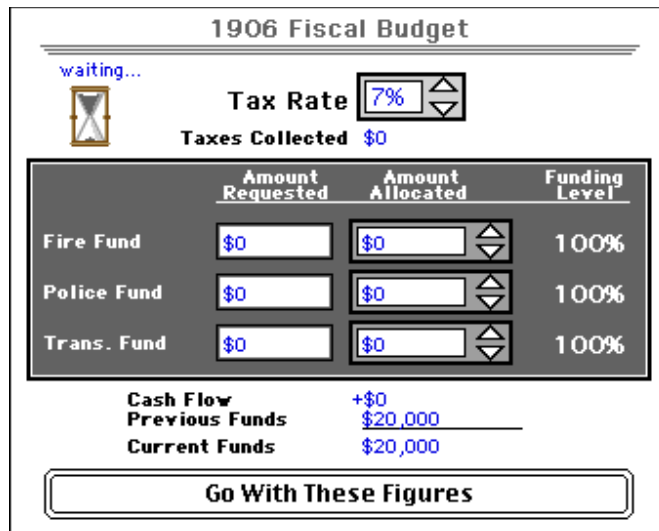 1906 Fiscal Budget
waiting...
Tax Rate 7%
Taxes Collected $0
Amount Requested Amount Allocated Funding Level
Fire Fund $0 $0 100%
Police Fund $0 $0 100%
Trans. Fund $0 $0 100%
Cash Flow +$0
Previous Funds $20,000
Current Funds $20,000
Go With These Figures